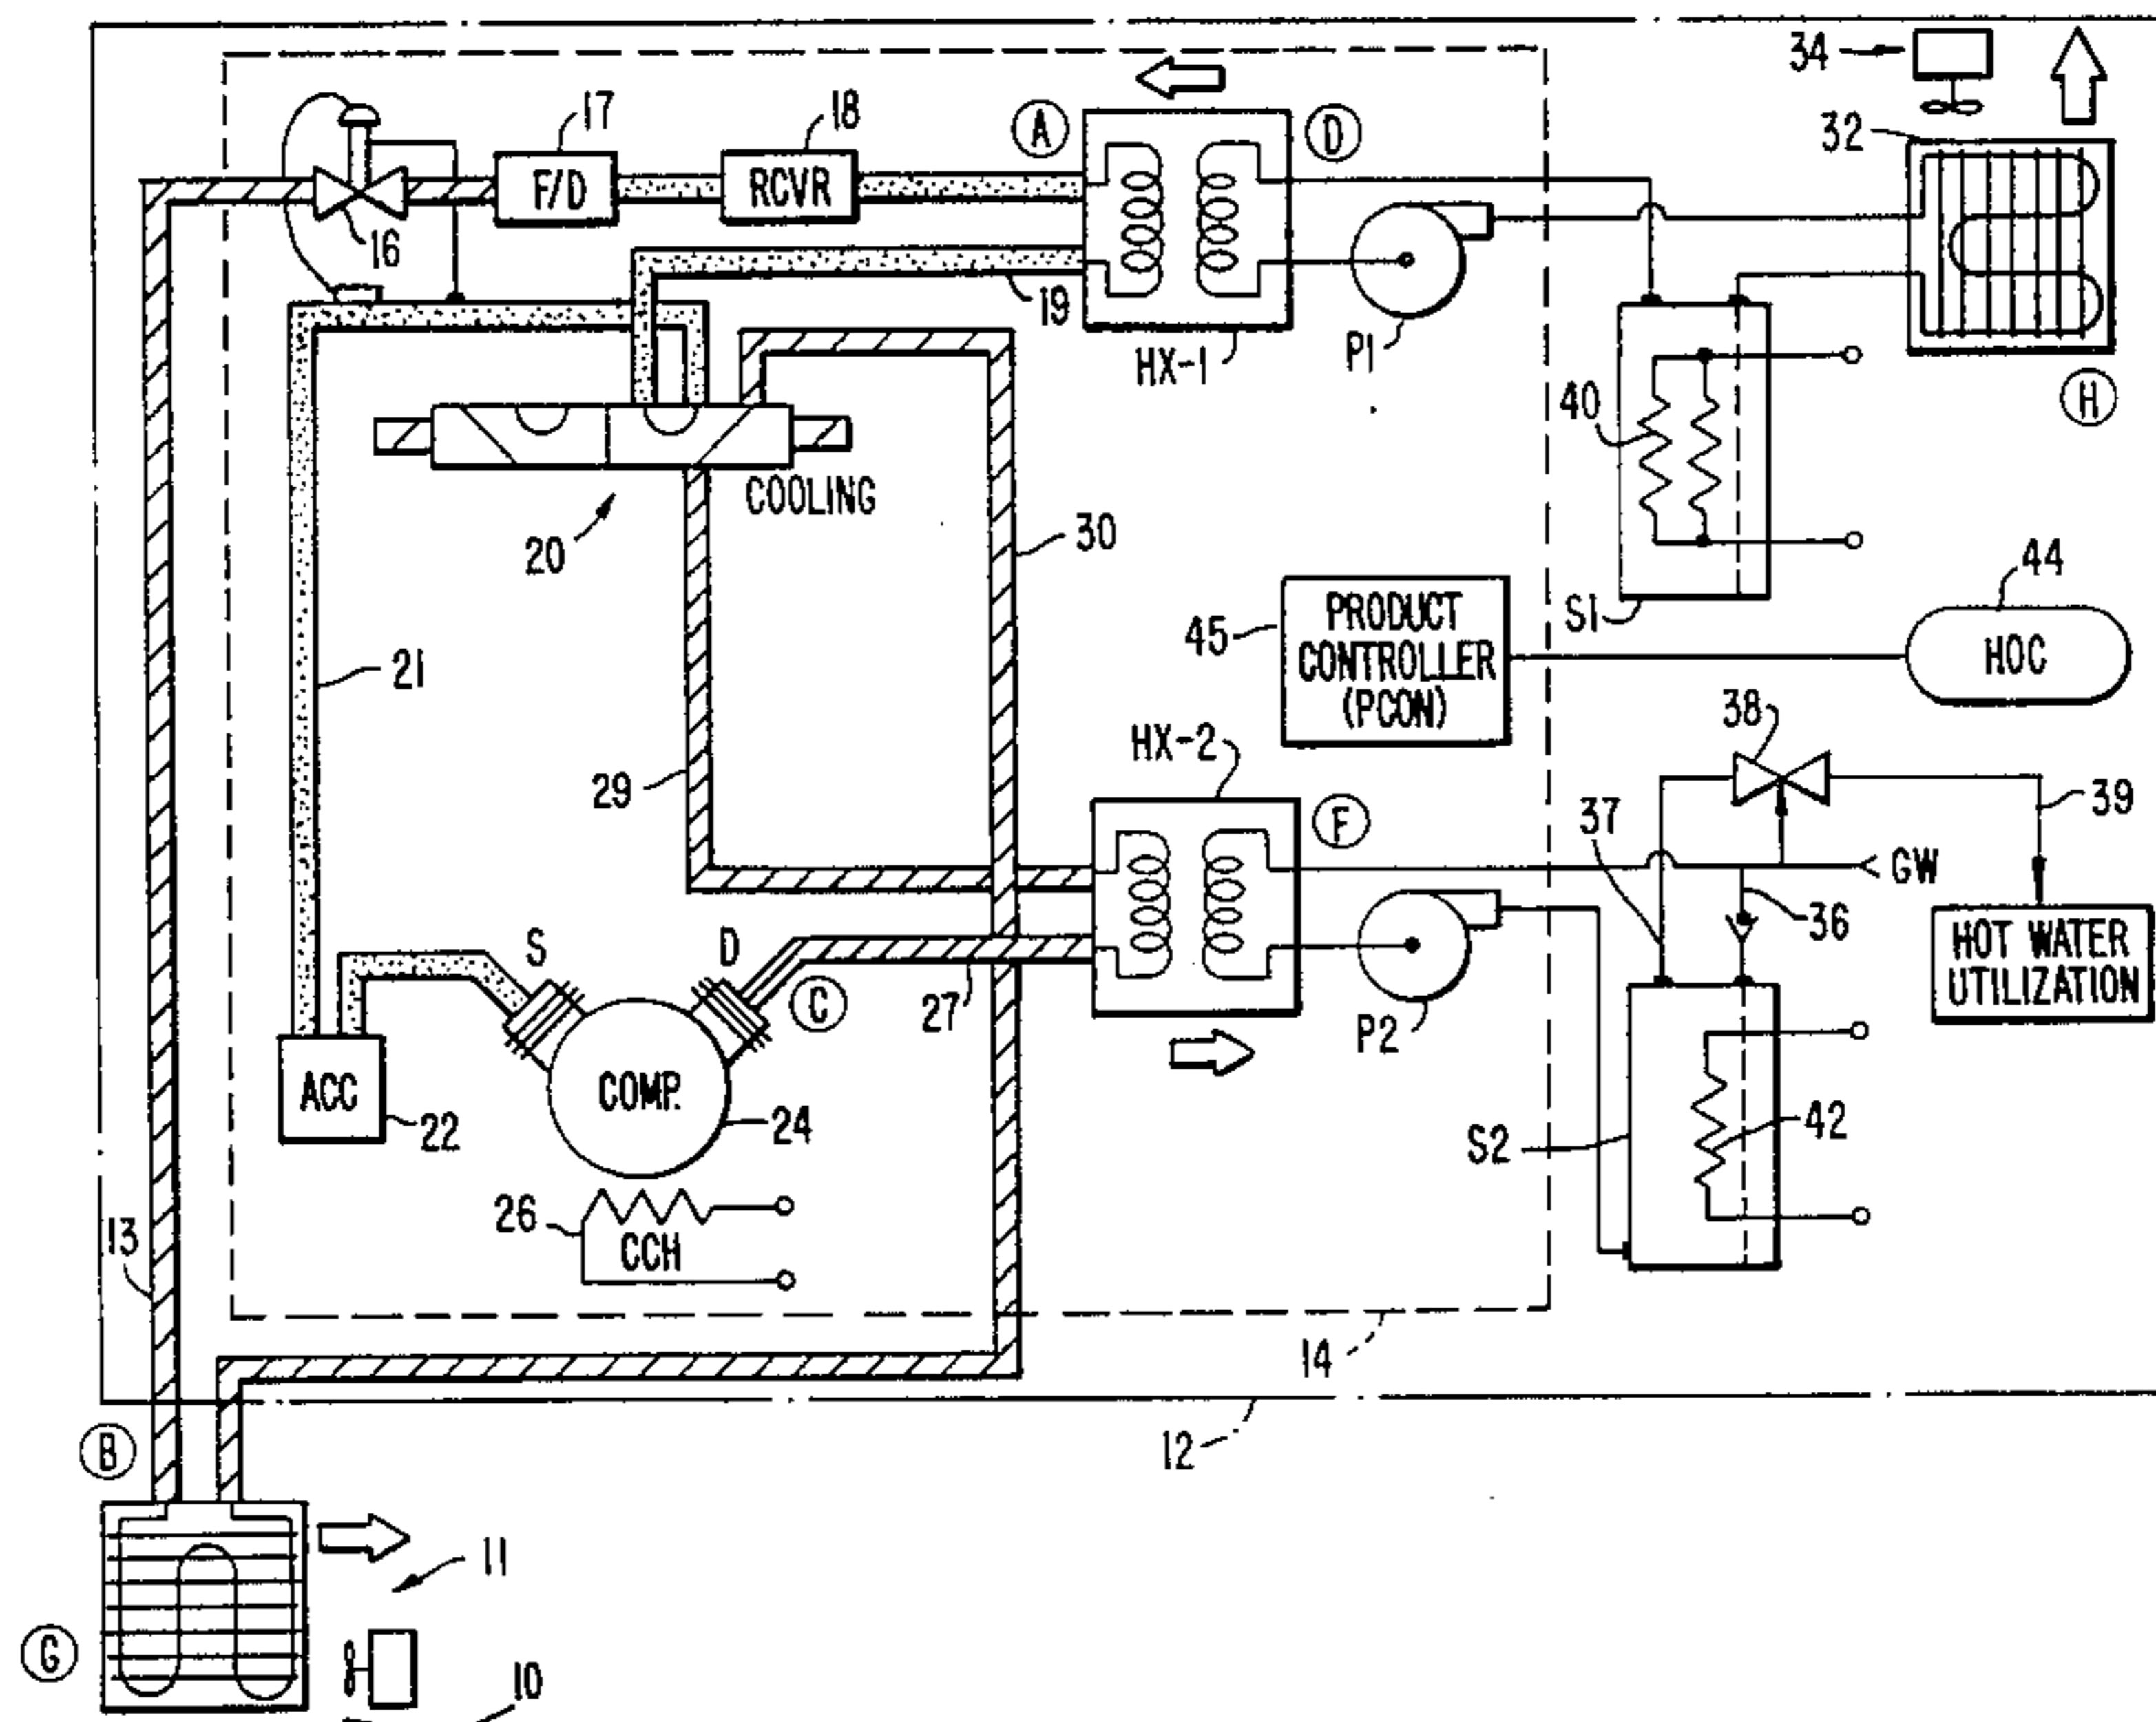 34
17
18
A
D
32
F/D
RCVR
16
19
HX-1
P1
H
40
COOLING
20
30
44
S1
PRODUCT
CONTROLLER
(PCON)
45
HOC
21
38
HX-2
29
F
37
39
GW
36
S
D
C
27
P2
HOT WATER
UTILIZATION
ACC
22
COMP.
24
S2
42
26
CCH
13
14
12
B
11
G
10